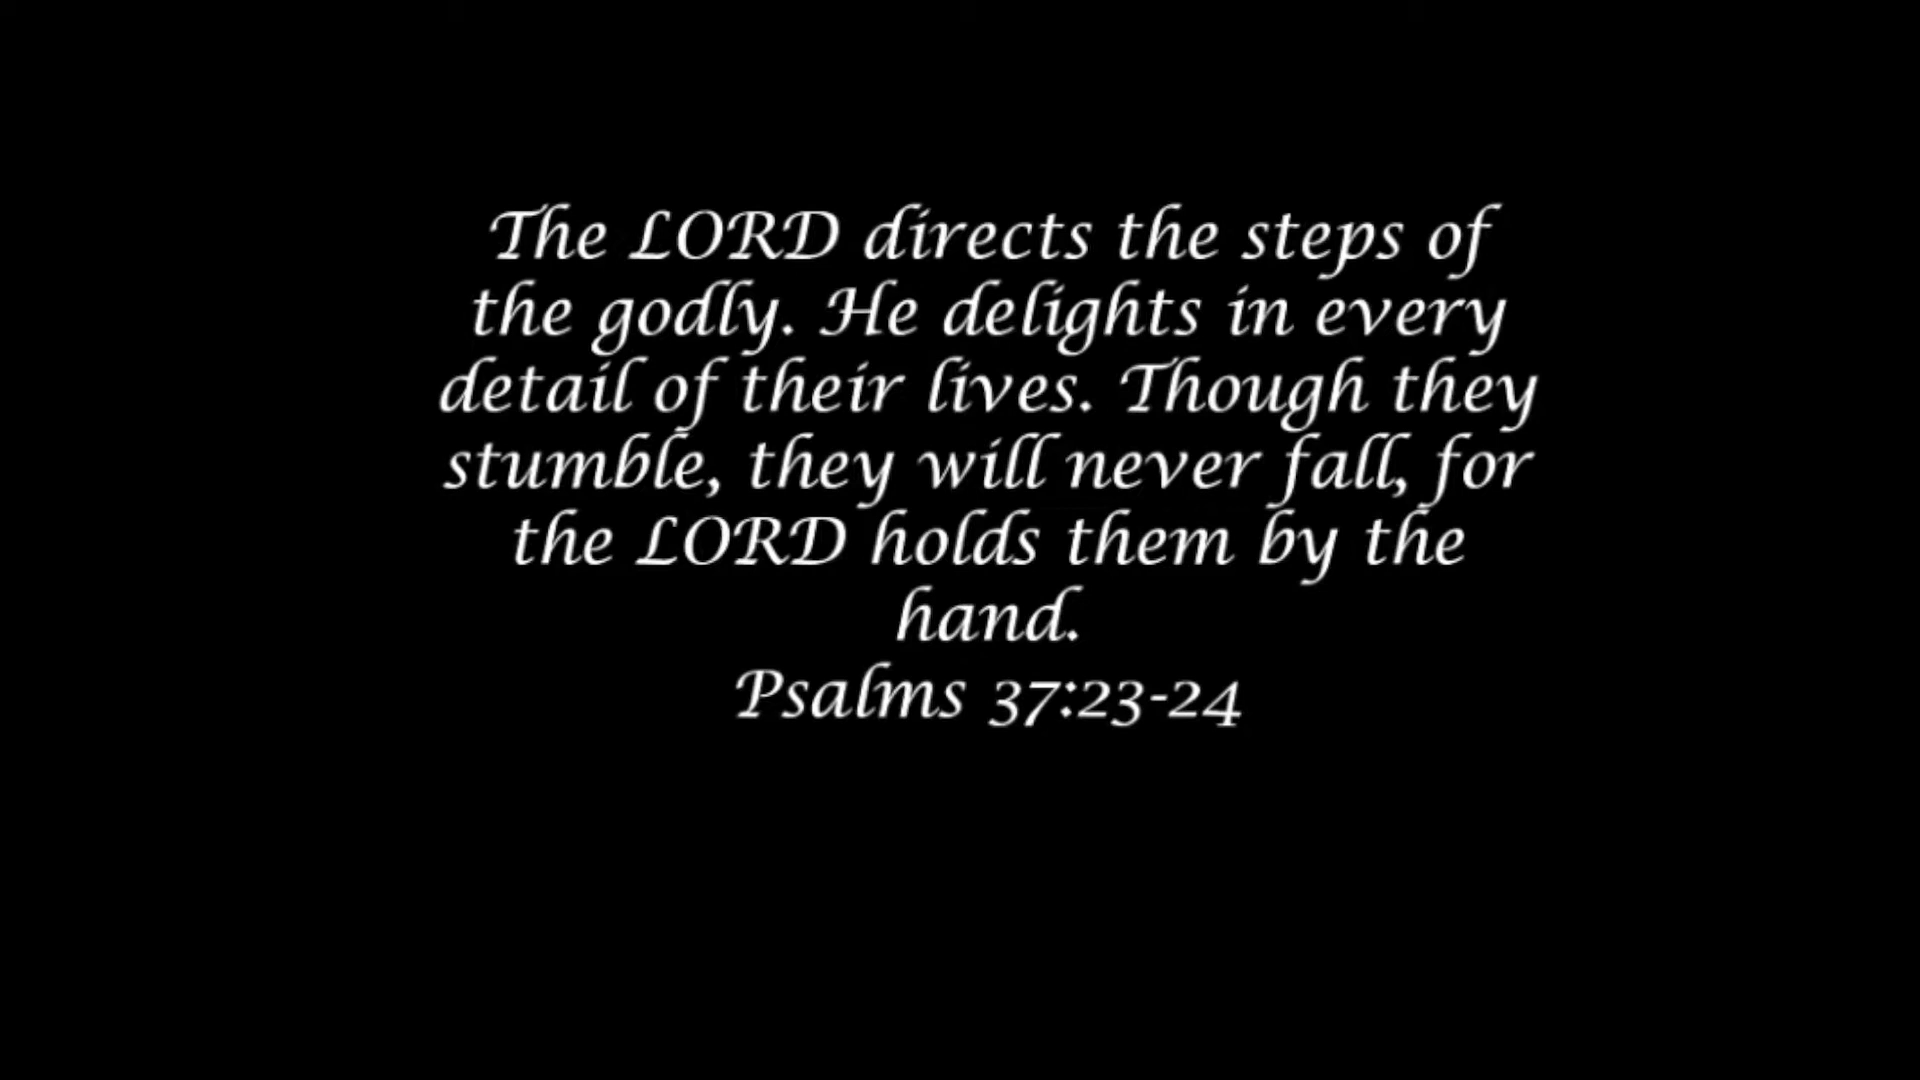 The LORD directs the steps of
the godly. He delights in every
detail of their lives. Though they
stumble, they will never fall, for
the LORD holds them by the
hand.
Psalms 37:23-24